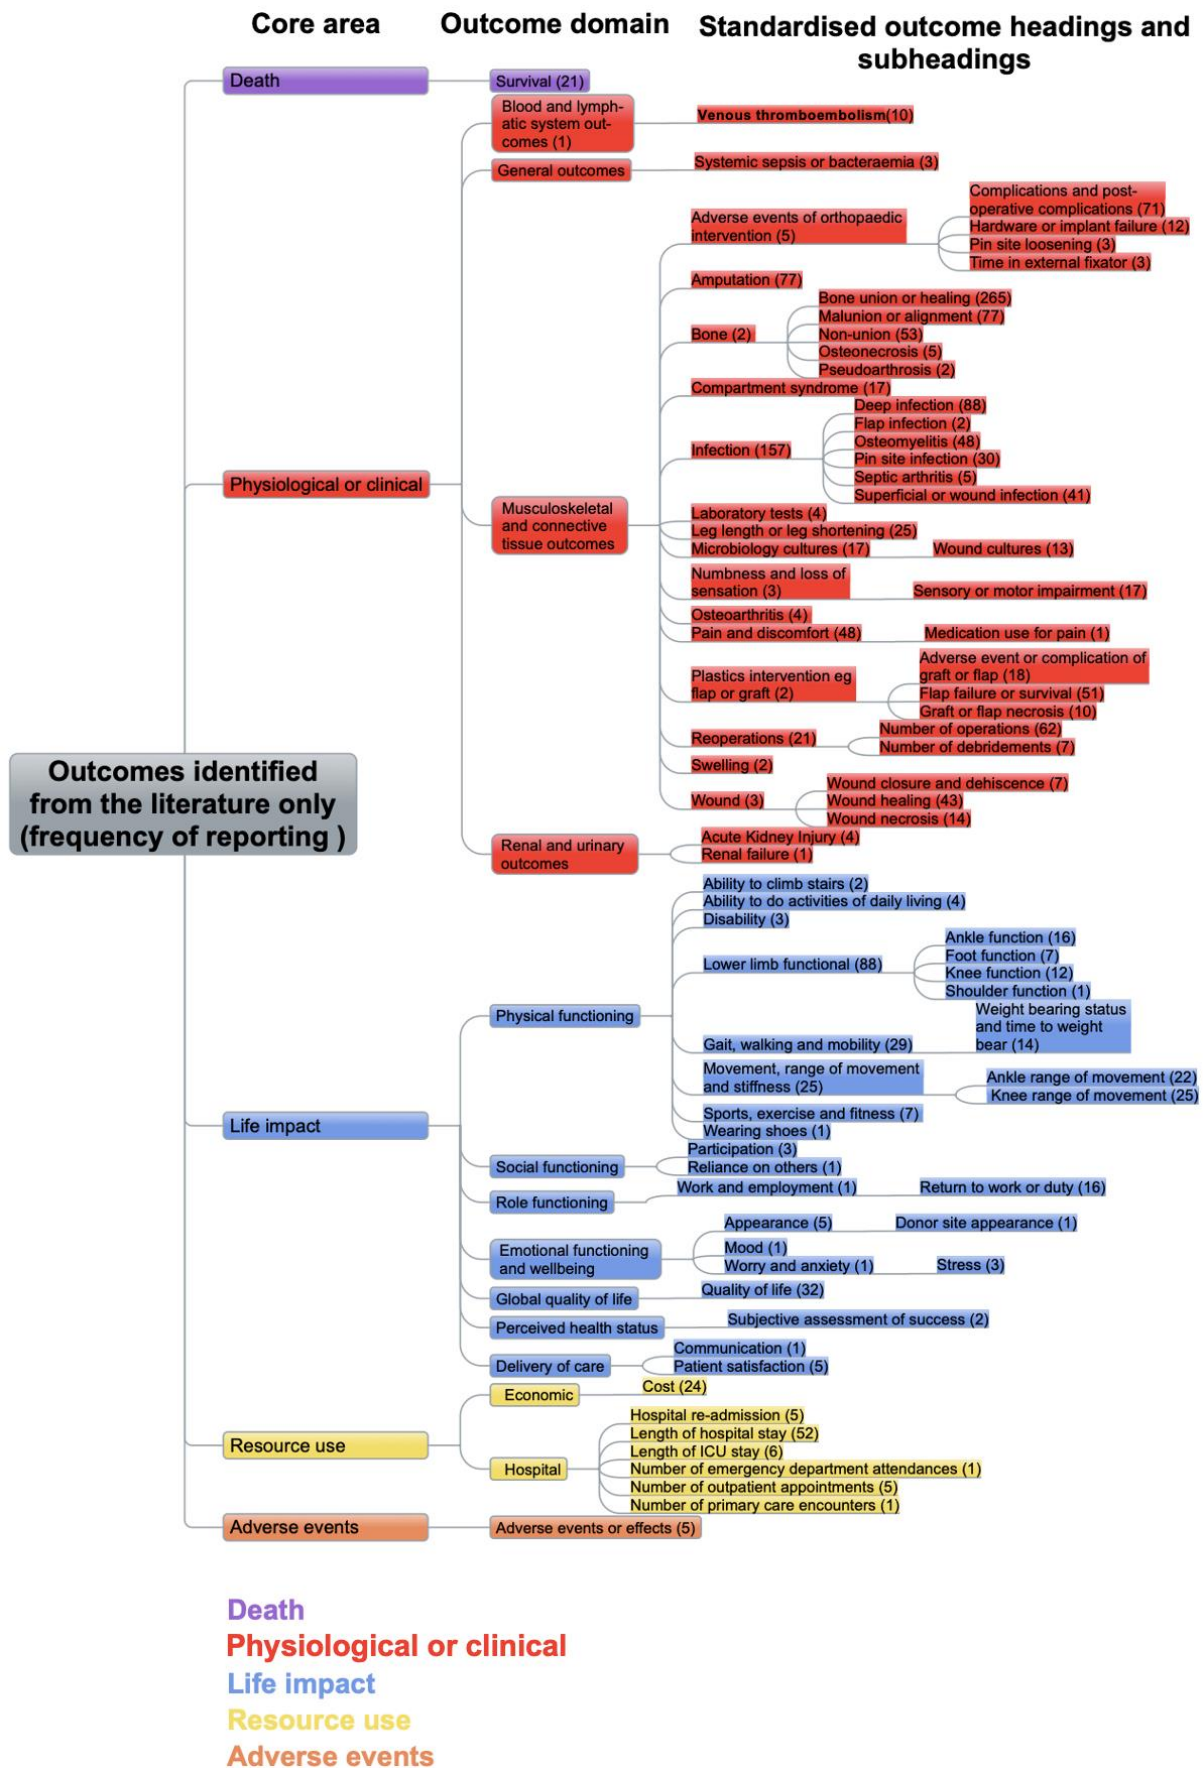 Core area
Outcome domain
Standardised outcome headings and
subheadings
Death
Survival (21)
Physiological or clinical
Blood and lymph-
atic system out-
comes (1)
Venous thromboembolism(10)
General outcomes
Systemic sepsis or bacteraemia (3)
Musculoskeletal
and connective
tissue outcomes
Adverse events of orthopaedic
intervention (5)
Complications and post-
operative complications (71)
Hardware or implant failure (12)
Pin site loosening (3)
Time in external fixator (3)
Amputation (77)
Bone (2)
Bone union or healing (265)
Malunion or alignment (77)
Non-union (53)
Osteonecrosis (5)
Pseudoarthrosis (2)
Compartment syndrome (17)
Infection (157)
Deep infection (88)
Flap infection (2)
Osteomyelitis (48)
Pin site infection (30)
Septic arthritis (5)
Superficial or wound infection (41)
Laboratory tests (4)
Leg length or leg shortening (25)
Microbiology cultures (17)
Wound cultures (13)
Numbness and loss of
sensation (3)
Sensory or motor impairment (17)
Osteoarthritis (4)
Pain and discomfort (48)
Medication use for pain (1)
Plastics intervention eg
flap or graft (2)
Adverse event or complication of
graft or flap (18)
Flap failure or survival (51)
Graft or flap necrosis (10)
Reoperations (21)
Number of operations (62)
Number of debridements (7)
Swelling (2)
Wound (3)
Wound closure and dehiscence (7)
Wound healing (43)
Wound necrosis (14)
Renal and urinary
outcomes
Acute Kidney Injury (4)
Renal failure (1)
Outcomes identified
from the literature only
(frequency of reporting )
Life impact
Physical functioning
Ability to climb stairs (2)
Ability to do activities of daily living (4)
Disability (3)
Lower limb functional (88)
Ankle function (16)
Foot function (7)
Knee function (12)
Shoulder function (1)
Gait, walking and mobility (29)
Weight bearing status
and time to weight
bear (14)
Movement, range of movement
and stiffness (25)
Ankle range of movement (22)
Knee range of movement (25)
Sports, exercise and fitness (7)
Wearing shoes (1)
Social functioning
Participation (3)
Reliance on others (1)
Role functioning
Work and employment (1)
Return to work or duty (16)
Emotional functioning
and wellbeing
Appearance (5)
Donor site appearance (1)
Mood (1)
Worry and anxiety (1)
Stress (3)
Global quality of life
Quality of life (32)
Perceived health status
Subjective assessment of success (2)
Delivery of care
Communication (1)
Patient satisfaction (5)
Resource use
Economic
Cost (24)
Hospital
Hospital re-admission (5)
Length of hospital stay (52)
Length of ICU stay (6)
Number of emergency department attendances (1)
Number of outpatient appointments (5)
Number of primary care encounters (1)
Adverse events
Adverse events or effects (5)
Death
Physiological or clinical
Life impact
Resource use
Adverse events